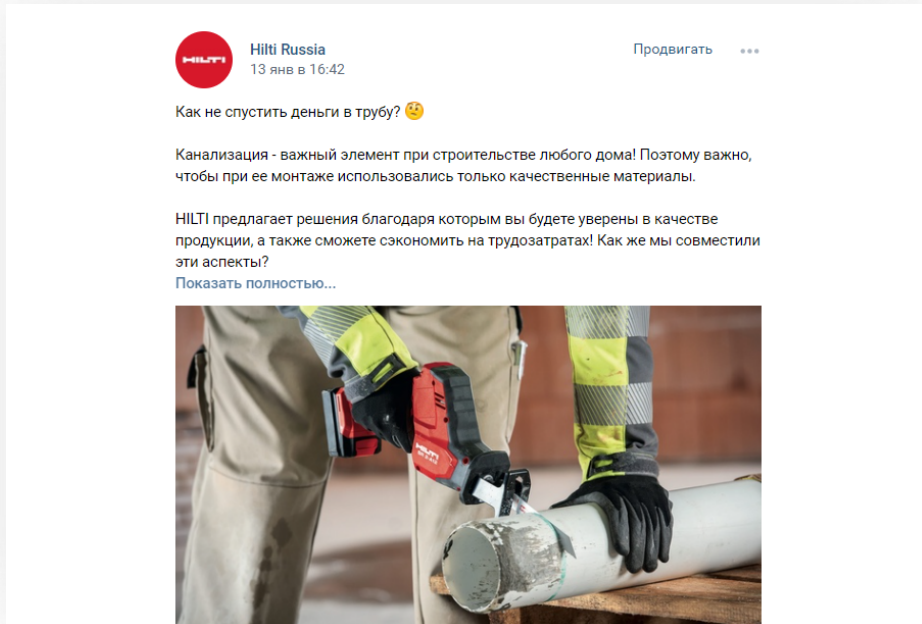 HILTI
Hilti Russia
13 янв в 16:42
Продвигать
Как не спустить деньги в трубу? 🤨
Канализация - важный элемент при строительстве любого дома! Поэтому важно,
чтобы при ее монтаже использовались только качественные материалы.
HILTI предлагает решения благодаря которым вы будете уверены в качестве
продукции, а также сможете сэкономить на трудозатратах! Как же мы совместили
эти аспекты?
Показать полностью...
HILTI